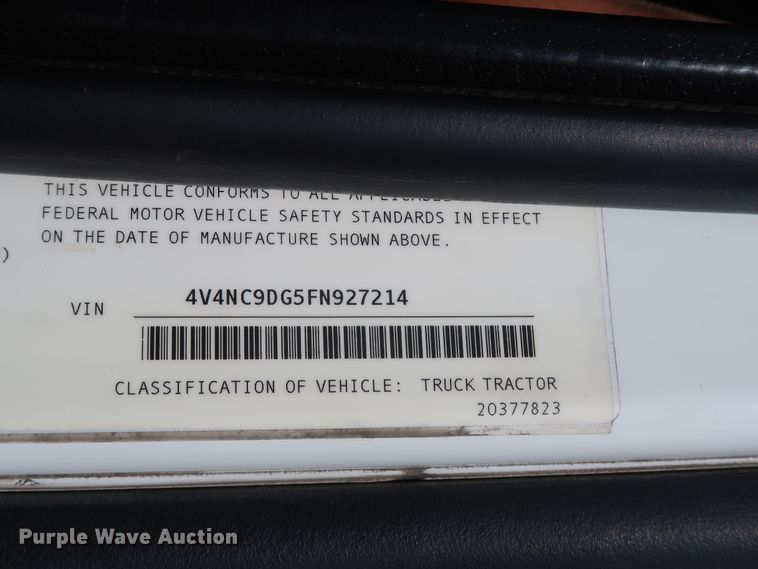 THIS VEHICLE CONFORMS TO ALL
FEDERAL MOTOR VEHICLE SAFETY STANDARDS IN EFFECT
ON THE DATE OF MANUFACTURE SHOWN ABOVE.
)
VIN 4V4NC9DG5FN927214
CLASSIFICATION OF VEHICLE: TRUCK TRACTOR
20377823
Purple Wave Auction